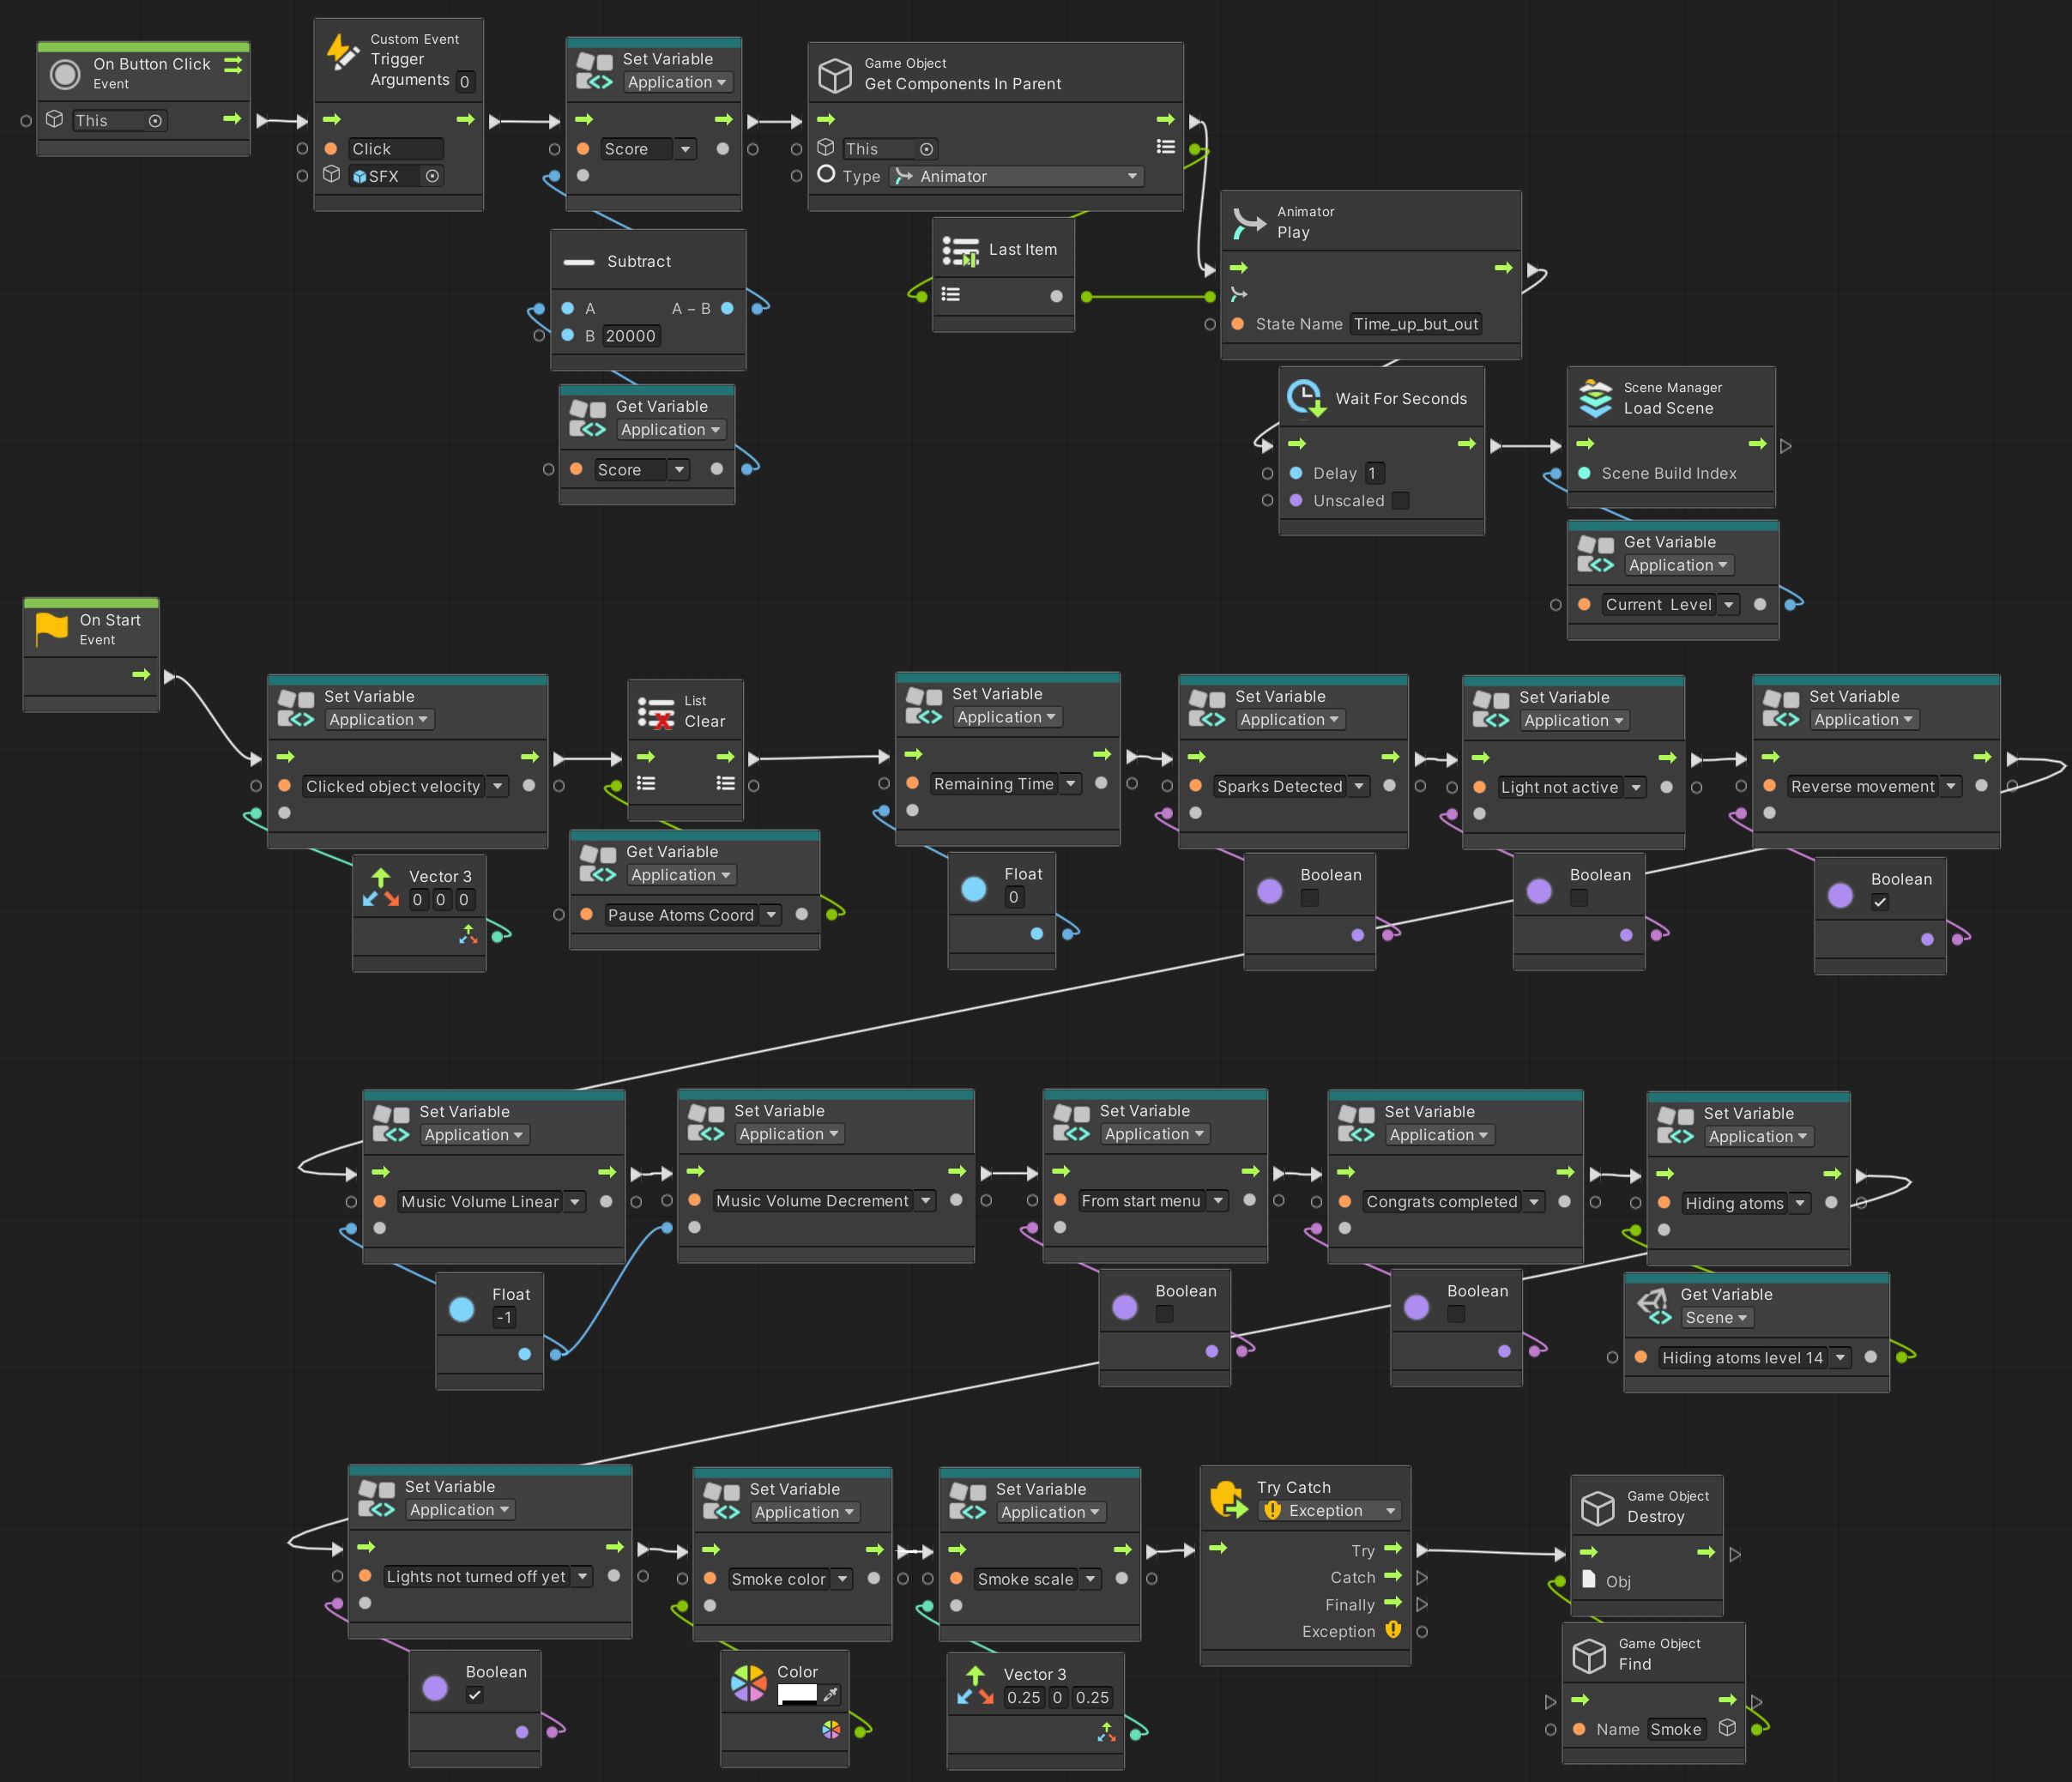 On Button Click
Event
This
Custom Event
Trigger
Arguments 0
Click
SFX
Set Variable
Application
Score
Game Object
Get Components In Parent
This
Type Animator
Subtract
A A – B
B 20000
Get Variable
Application
Score
Last Item
Animator
Play
State Name Time_up_but_out
Wait For Seconds
Delay 1
Unscaled
Scene Manager
Load Scene
Scene Build Index
Get Variable
Application
Current Level
On Start
Event
Set Variable
Application
Clicked object velocity
Vector 3
0 0 0
List
Clear
Get Variable
Application
Pause Atoms Coord
Set Variable
Application
Remaining Time
Float
0
Set Variable
Application
Sparks Detected
Boolean
Set Variable
Application
Light not active
Boolean
Set Variable
Application
Reverse movement
Boolean
Set Variable
Application
Music Volume Linear
Float
-1
Set Variable
Application
Music Volume Decrement
Set Variable
Application
From start menu
Boolean
Set Variable
Application
Congrats completed
Boolean
Set Variable
Application
Hiding atoms
Get Variable
Scene
Hiding atoms level 14
Set Variable
Application
Lights not turned off yet
Boolean
Set Variable
Application
Smoke color
Color
Set Variable
Application
Smoke scale
Vector 3
0.25 0 0.25
Try Catch
Exception
Try
Catch
Finally
Exception
Game Object
Destroy
Obj
Game Object
Find
Name Smoke